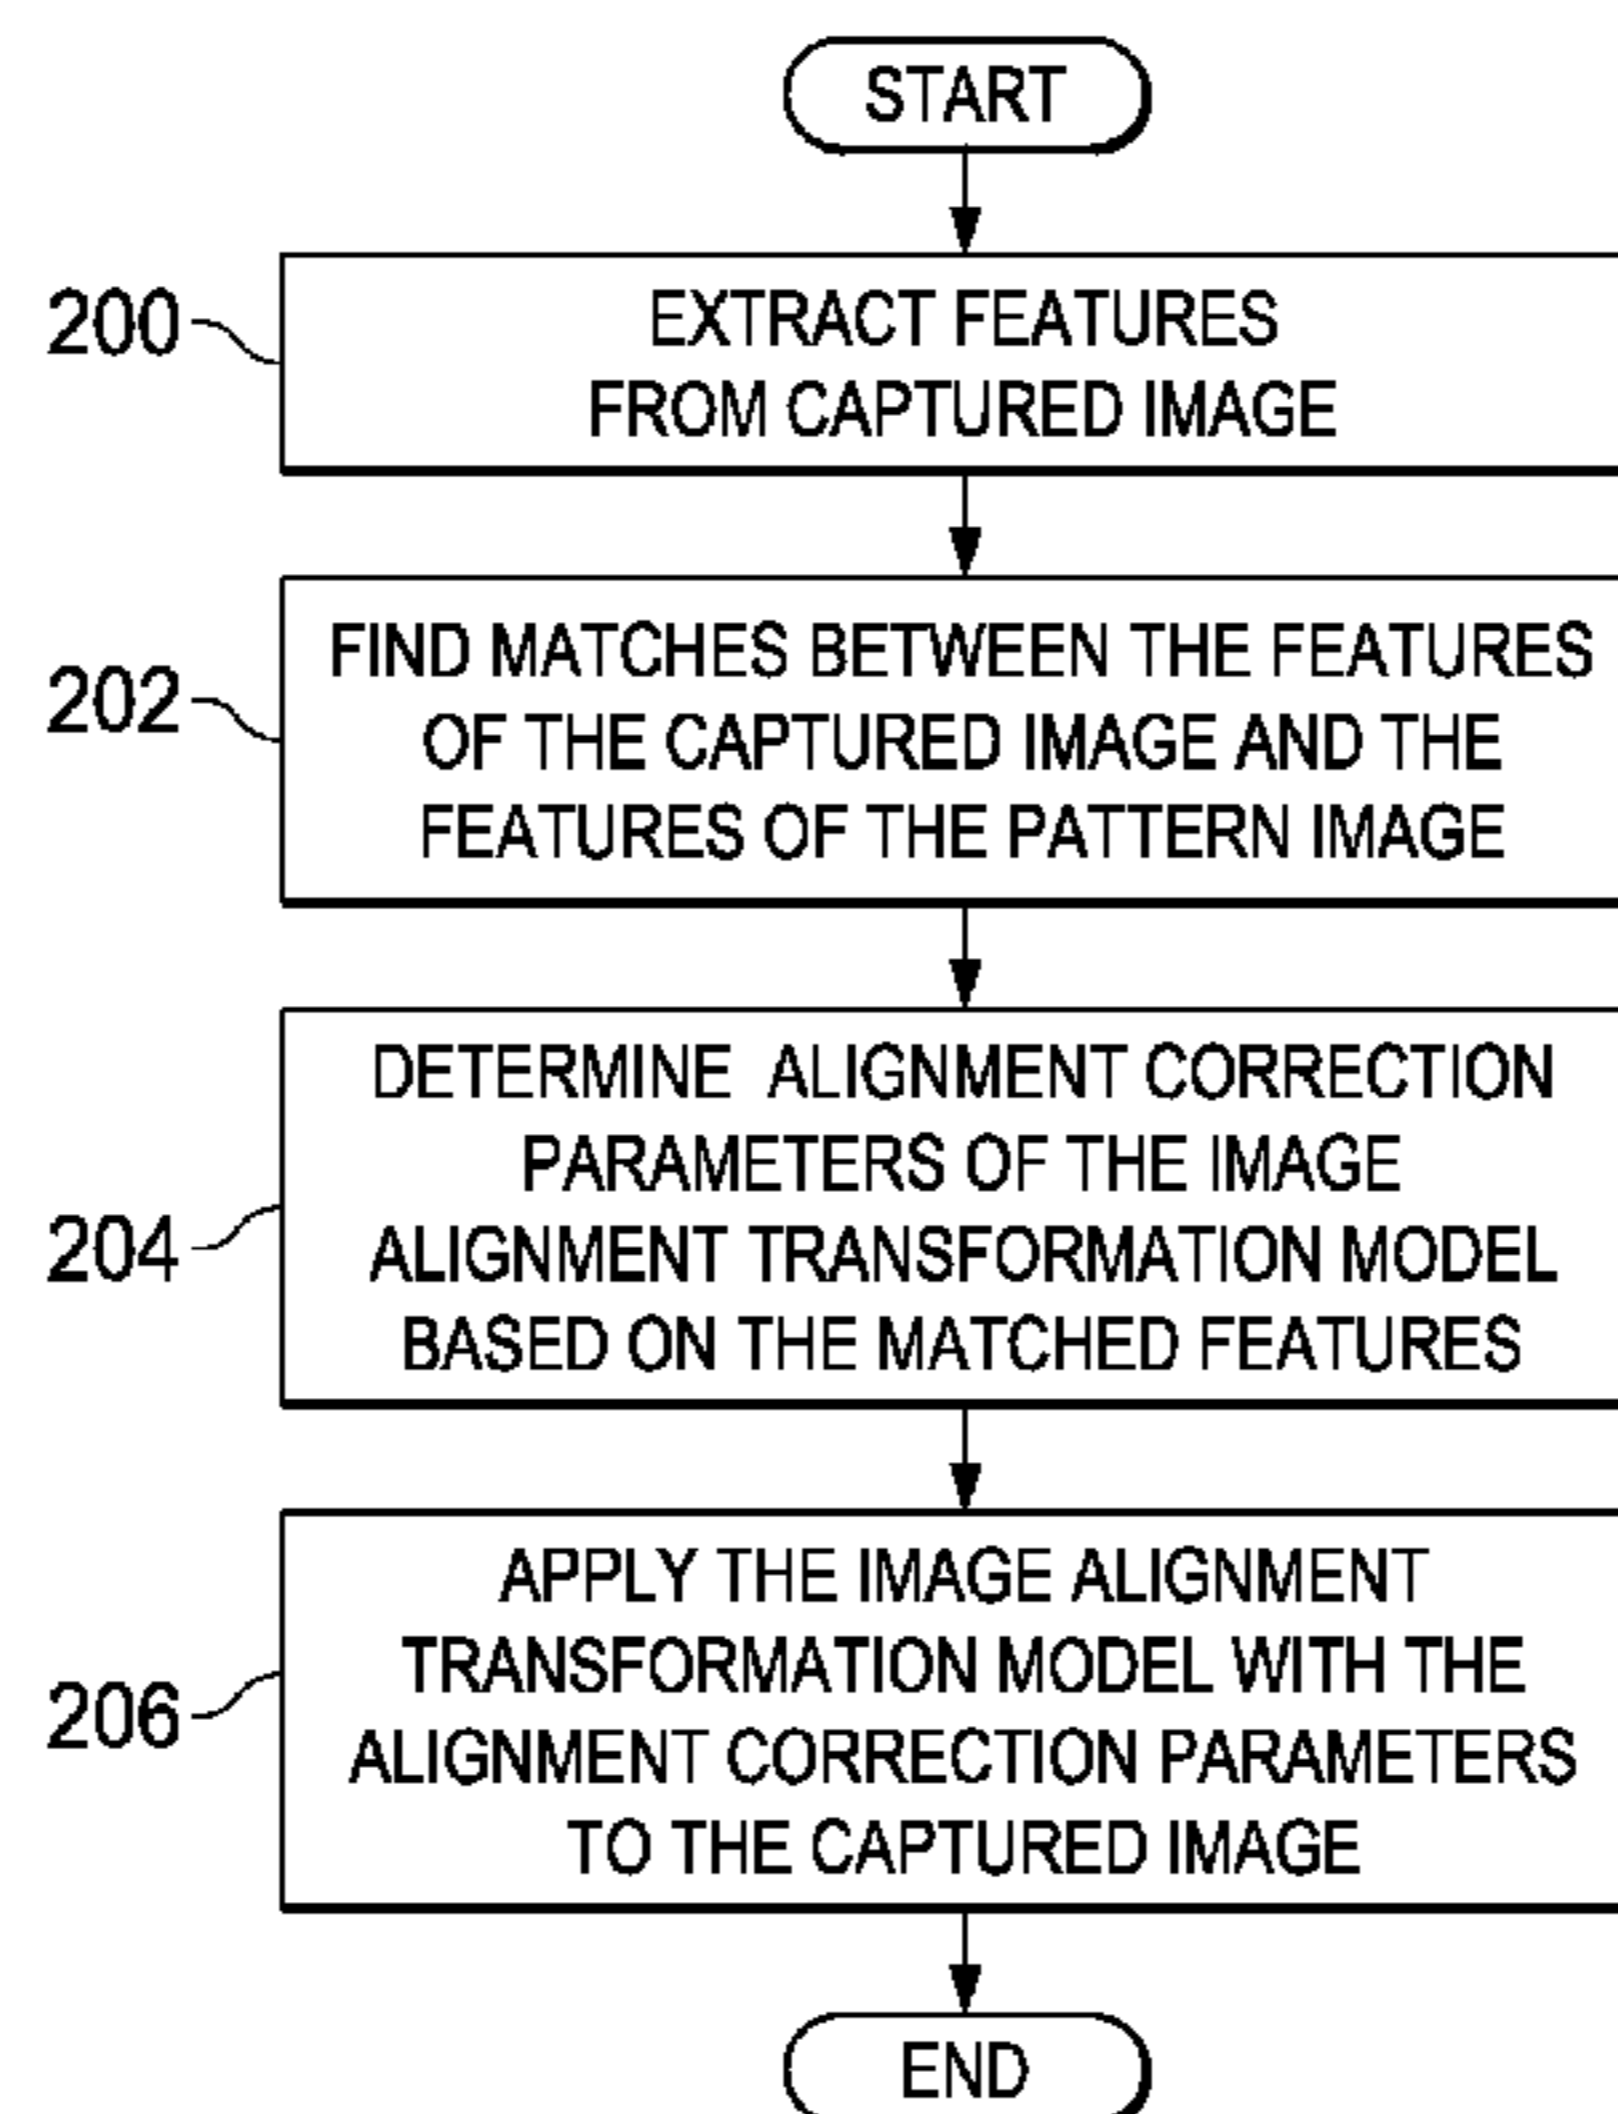 START
200
EXTRACT FEATURES
FROM CAPTURED IMAGE
202
FIND MATCHES BETWEEN THE FEATURES
OF THE CAPTURED IMAGE AND THE
FEATURES OF THE PATTERN IMAGE
204
DETERMINE ALIGNMENT CORRECTION
PARAMETERS OF THE IMAGE
ALIGNMENT TRANSFORMATION MODEL
BASED ON THE MATCHED FEATURES
206
APPLY THE IMAGE ALIGNMENT
TRANSFORMATION MODEL WITH THE
ALIGNMENT CORRECTION PARAMETERS
TO THE CAPTURED IMAGE
END